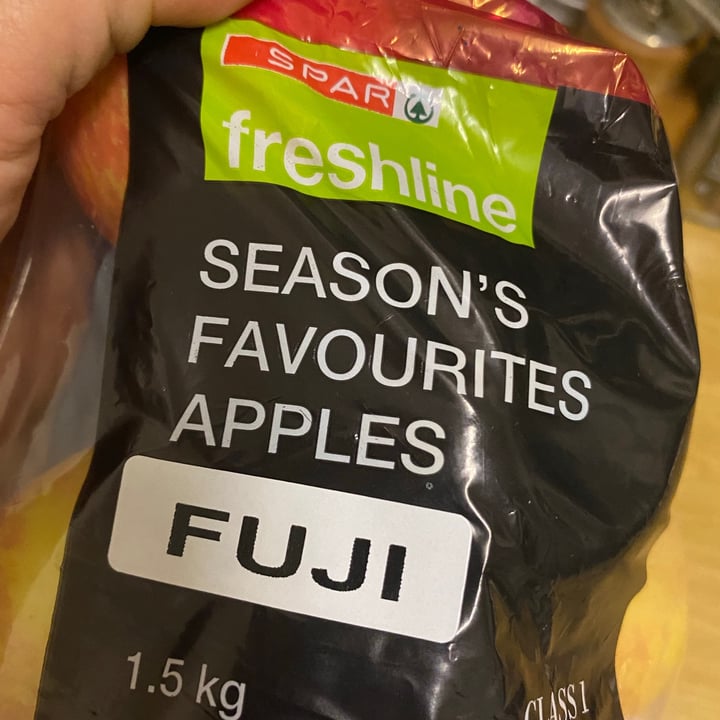 SPAR
freshline
SEASON'S
FAVOURITES
APPLES
FUJI
1.5 kg
CLASS 1